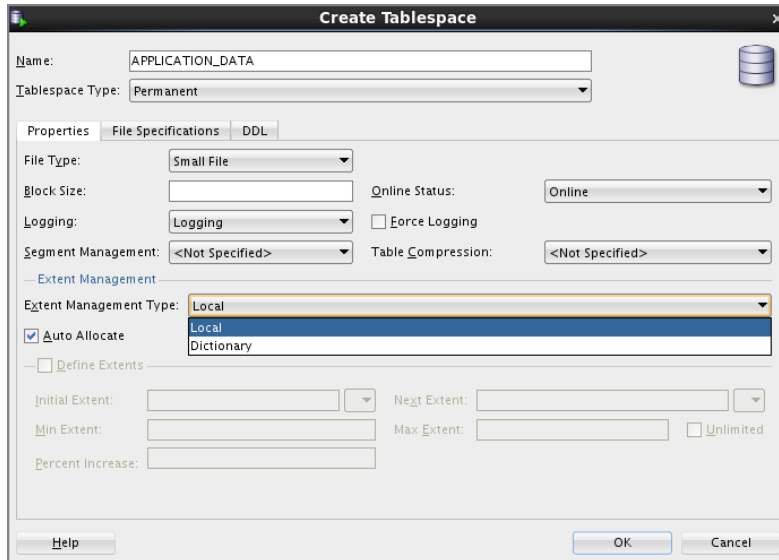 Create Tablespace
Name: APPLICATION_DATA
Tablespace Type: Permanent
Properties File Specifications DDL
File Type: Small File
Block Size: Online Status: Online
Logging: Logging Force Logging
Segment Management: <Not Specified> Table Compression: <Not Specified>
Extent Management
Extent Management Type: Local
Auto Allocate Local
Dictionary
Define Extents
Initial Extent: Next Extent:
Min Extent: Max Extent: Unlimited
Percent Increase:
Help OK Cancel